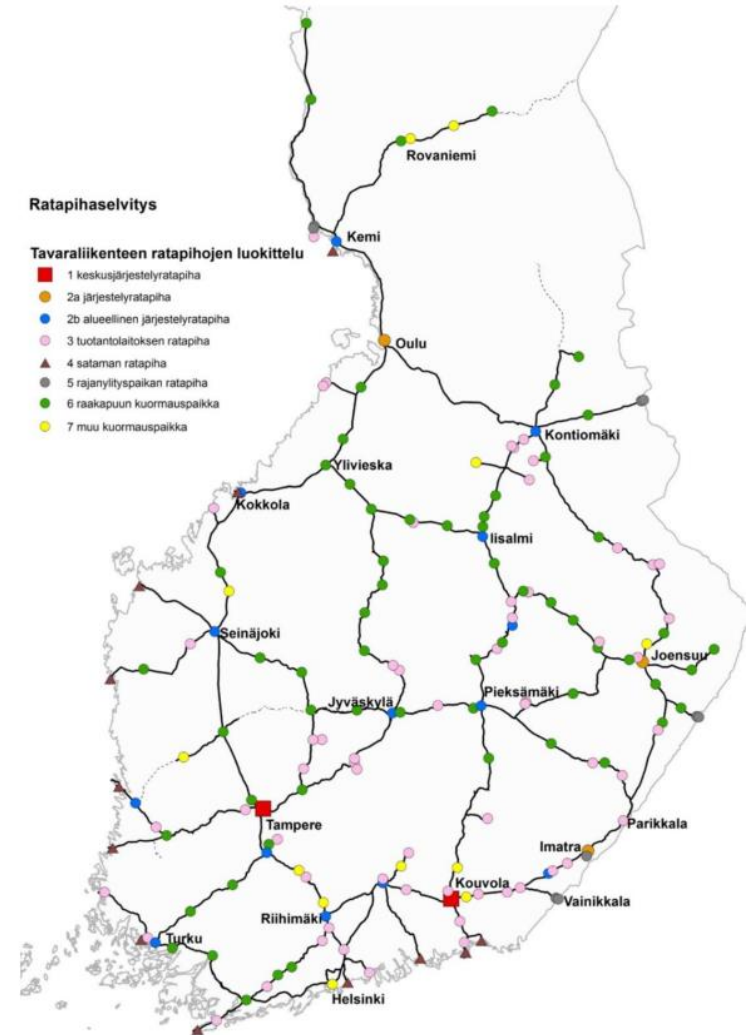 Rovaniemi
Ratapihaselvitys
Kemi
Tavaraliikenteen ratapihojen luokittelu
1 keskusjärjestelyratapiha
2a järjestelyratapiha
2b alueellinen järjestelyratapiha
3 tuotantolaitoksen ratapiha
4 sataman ratapiha
5 rajanylityspaikan ratapiha
6 raakapuun kuormauspaikka
7 muu kuormauspaikka
Oulu
Kontiomäki
Ylivieska
Kokkola
Iisalmi
Seinäjoki
Joensuu
Jyväskylä
Pieksämäki
Tampere
Parikkala
Imatra
Kouvola
Vainikkala
Riihimäki
Turku
Helsinki